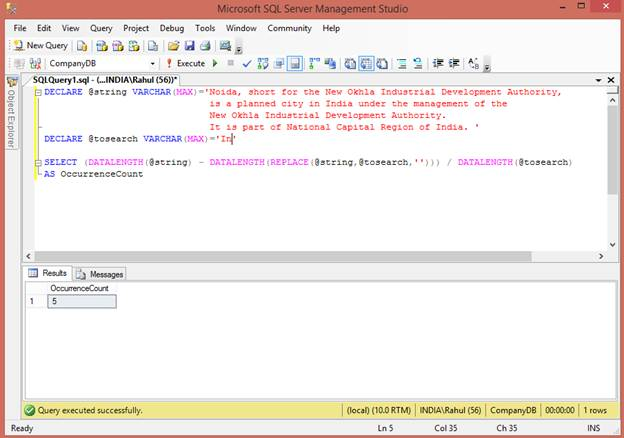 Microsoft SQL Server Management Studio
File Edit View Query Project Debug Tools Window Community Help
New Query
CompanyDB Execute
SQLQuery1.sql - (...INDIA\Rahul (56))*
Object Explorer
DECLARE @string VARCHAR(MAX)='Noida, short for the New Okhla Industrial Development Authority,
is a planned city in India under the management of the
New Okhla Industrial Development Authority.
It is part of National Capital Region of India. '
DECLARE @tosearch VARCHAR(MAX)='In'
SELECT (DATALENGTH(@string) - DATALENGTH(REPLACE(@string,@tosearch,''))) / DATALENGTH(@tosearch)
AS OccurrenceCount
Results Messages
OccurrenceCount
1 5
Query executed successfully. (local) (10.0 RTM) INDIA\Rahul (56) CompanyDB 00:00:00 1 rows
Ready Ln 5 Col 35 Ch 35 INS